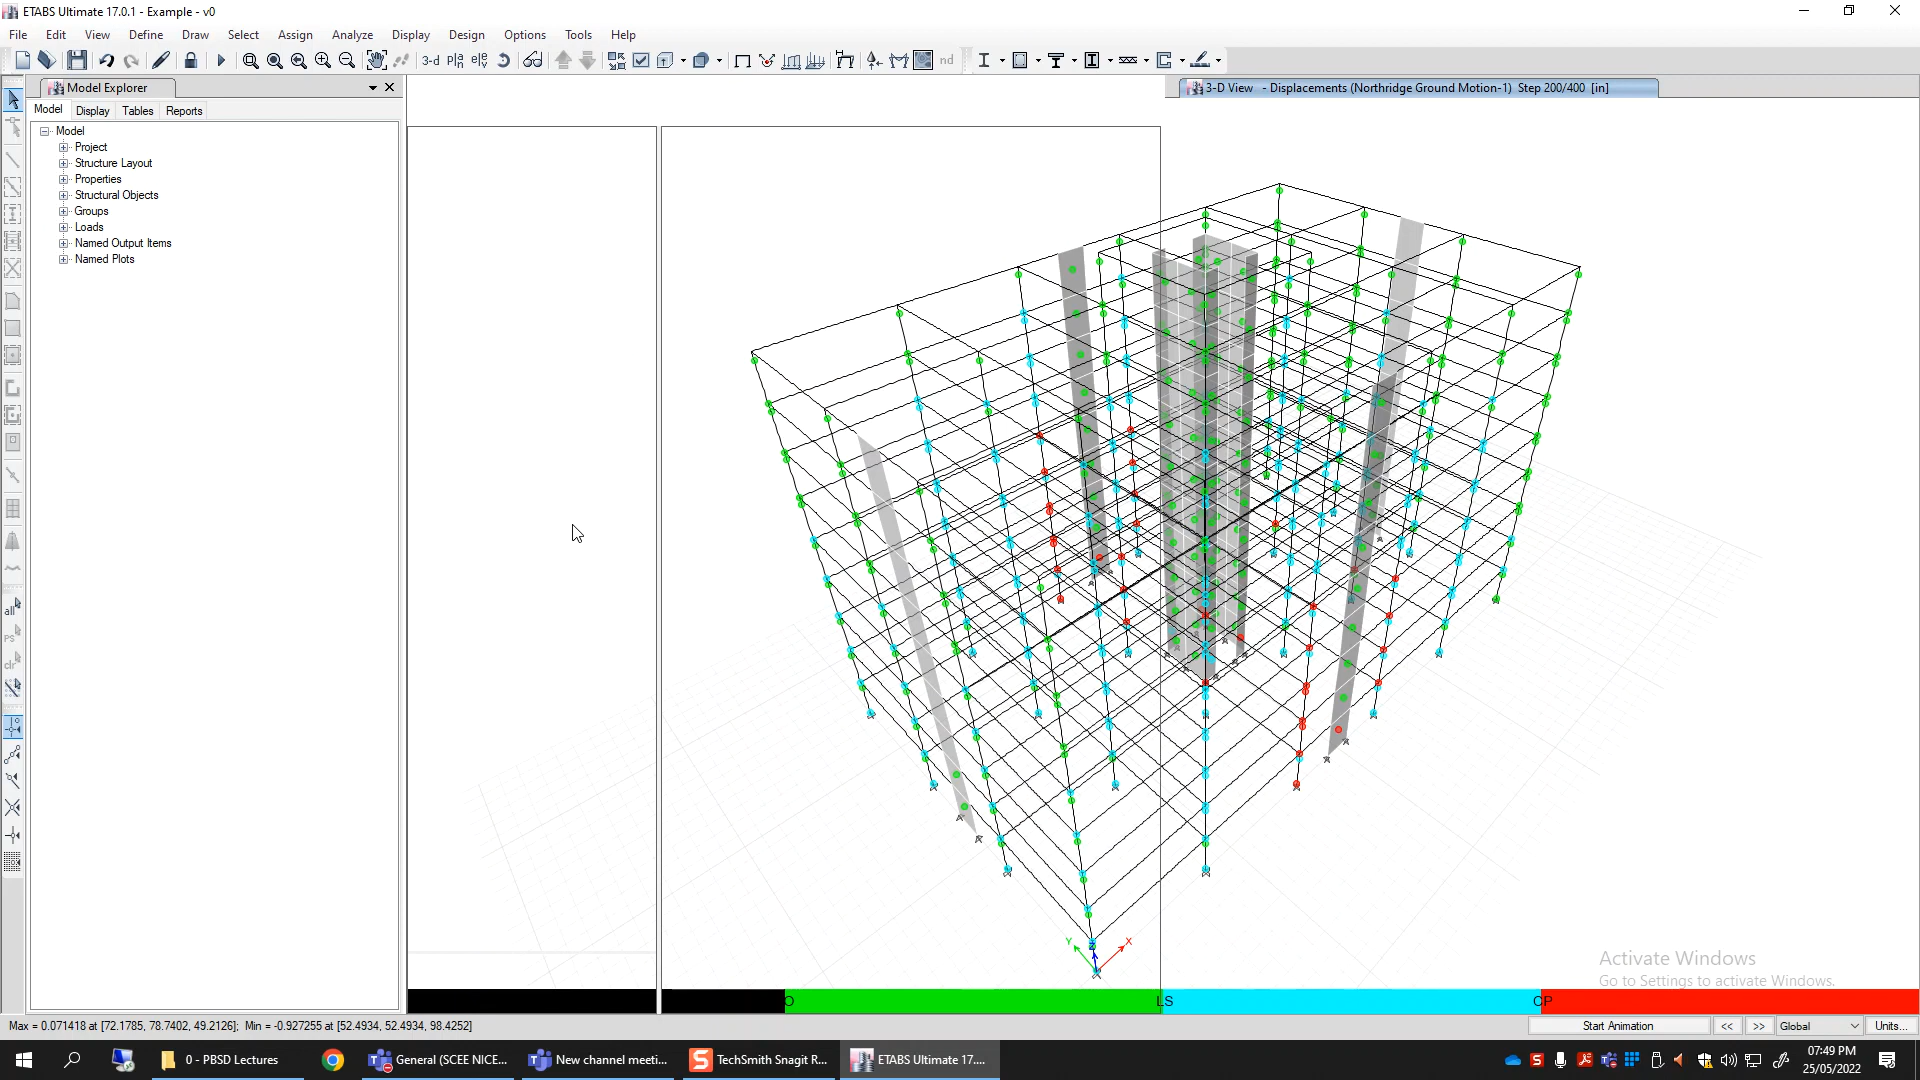 ETABS Ultimate 17.0.1 - Example - v0
File Edit View Define Draw Select Assign Analyze Display Design Options Tools Help
3-d nd
Model Explorer
3-D View - Displacements (Northridge Ground Motion-1) Step 200/400 [in]
Model Display Tables Reports
Model
Project
Structure Layout
Properties
Structural Objects
Groups
Loads
Named Output Items
Named Plots
all
ps
clr
Y X
Z
Activate Windows
Go to Settings to activate Windows.
IO LS CP
Max = 0.071418 at [72.1785, 78.7402, 49.2126]; Min = -0.927255 at [52.4934, 52.4934, 98.4252]
Start Animation << >> Global Units...
0 - PBSD Lectures
General (SCEE NICE...
New channel meeti...
TechSmith Snagit R...
ETABS Ultimate 17....
07:49 PM
25/05/2022